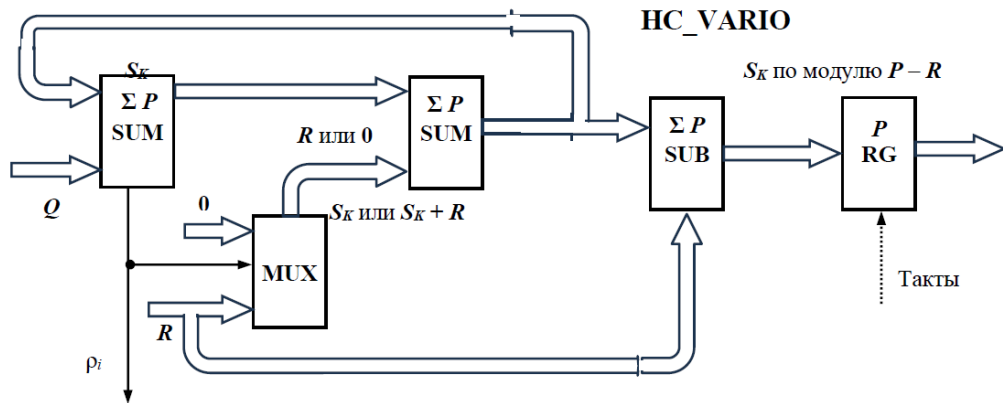 HC_VARIO
S_K
S_K по модулю P – R
Σ P
SUM
Σ P
SUM
Σ P
SUB
P
RG
R или 0
Q
0
S_K или S_K + R
MUX
R
Такты
ρ_i